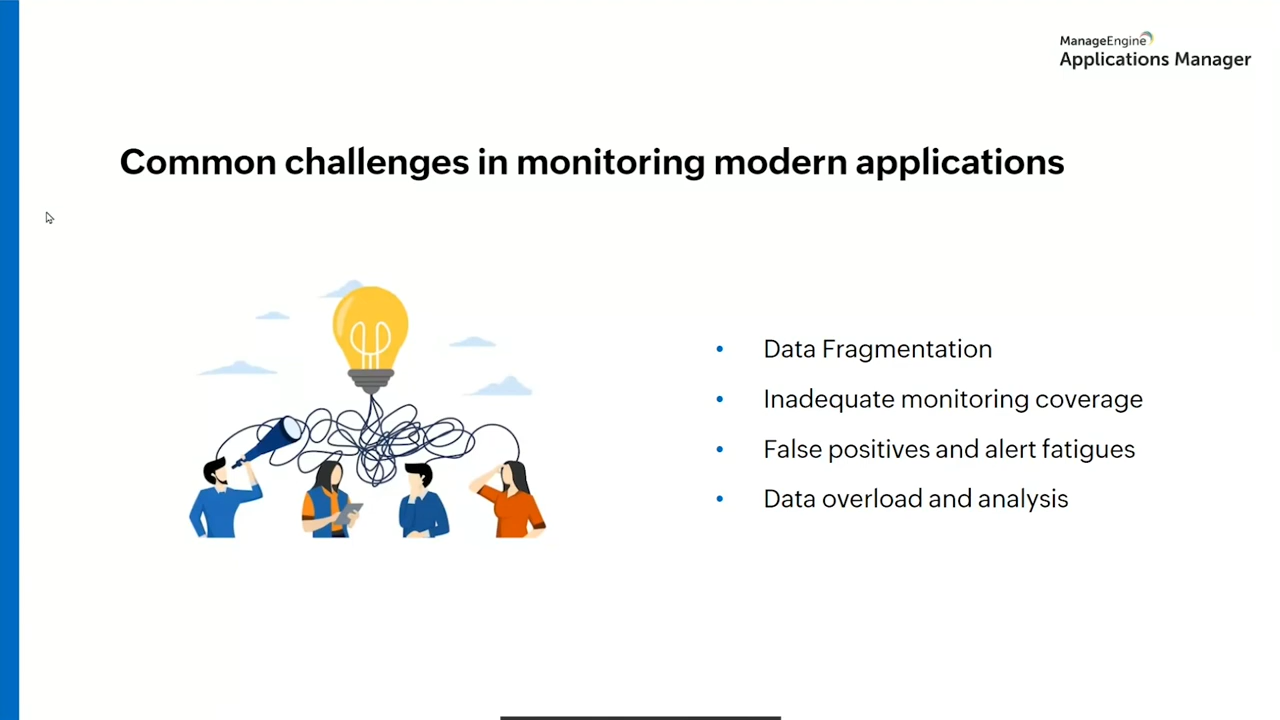 ManageEngine
Applications Manager
Common challenges in monitoring modern applications
• Data Fragmentation
• Inadequate monitoring coverage
• False positives and alert fatigues
• Data overload and analysis